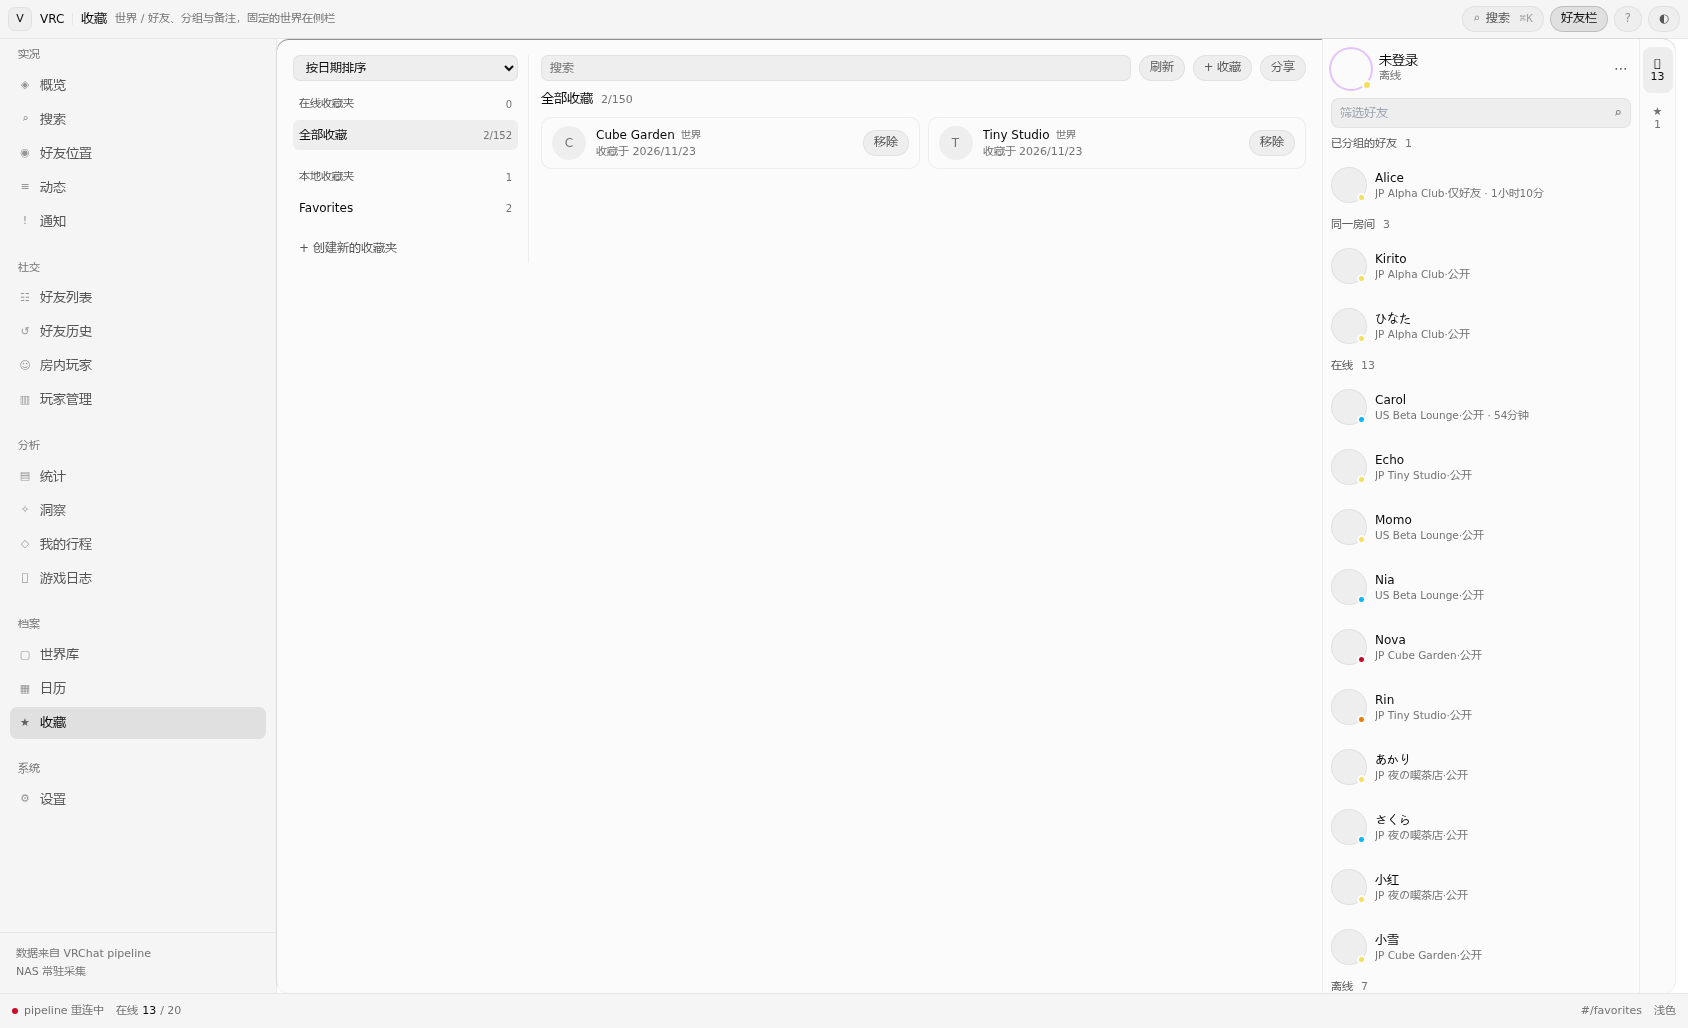 V VRC 收藏 世界 / 好友、分组与备注，固定的世界在侧栏
搜索 ⌘K 好友栏 ?
实况
概览
搜索
好友位置
动态
通知
社交
好友列表
好友历史
房内玩家
玩家管理
分析
统计
洞察
我的行程
游戏日志
档案
世界库
日历
收藏
系统
设置
数据来自 VRChat pipeline
NAS 常驻采集
按日期排序
在线收藏夹 0
全部收藏 2/152
本地收藏夹 1
Favorites 2
+ 创建新的收藏夹
搜索 刷新 + 收藏 分享
全部收藏 2/150
C Cube Garden 世界
收藏于 2026/11/23
移除
T Tiny Studio 世界
收藏于 2026/11/23
移除
未登录
离线
筛选好友
已分组的好友 1
Alice
JP Alpha Club·仅好友 · 1小时10分
同一房间 3
Kirito
JP Alpha Club·公开
ひなた
JP Alpha Club·公开
在线 13
Carol
US Beta Lounge·公开 · 54分钟
Echo
JP Tiny Studio·公开
Momo
US Beta Lounge·公开
Nia
US Beta Lounge·公开
Nova
JP Cube Garden·公开
Rin
JP Tiny Studio·公开
あかり
JP 夜の喫茶店·公开
さくら
JP 夜の喫茶店·公开
小红
JP 夜の喫茶店·公开
小雪
JP Cube Garden·公开
离线 7
13
★
1
pipeline 重连中 在线 13 / 20
#/favorites 浅色